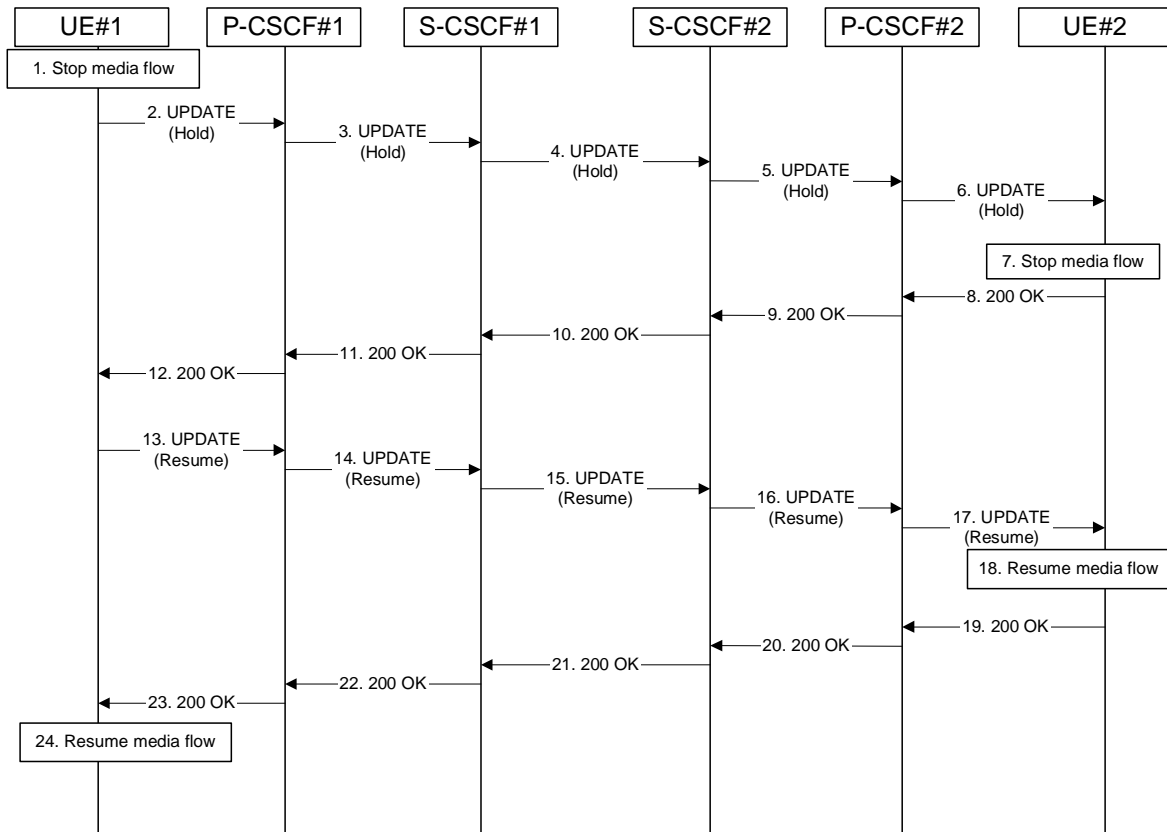 UE#1
P-CSCF#1
S-CSCF#1
S-CSCF#2
P-CSCF#2
UE#2
1. Stop media flow
2. UPDATE
(Hold)
3. UPDATE
(Hold)
4. UPDATE
(Hold)
5. UPDATE
(Hold)
6. UPDATE
(Hold)
7. Stop media flow
8. 200 OK
9. 200 OK
10. 200 OK
11. 200 OK
12. 200 OK
13. UPDATE
(Resume)
14. UPDATE
(Resume)
15. UPDATE
(Resume)
16. UPDATE
(Resume)
17. UPDATE
(Resume)
18. Resume media flow
19. 200 OK
20. 200 OK
21. 200 OK
22. 200 OK
23. 200 OK
24. Resume media flow